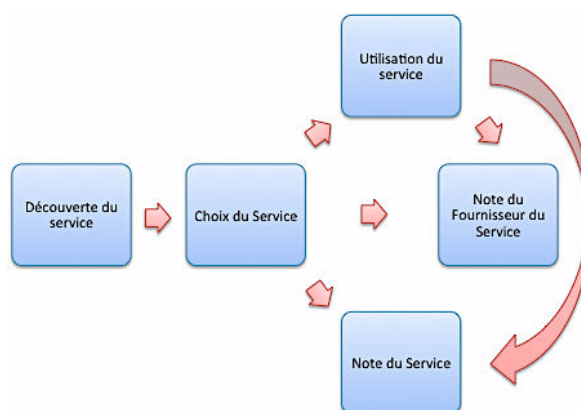 Utilisation du
service
Découverte du
service
Choix du Service
Note du
Fournisseur du
Service
Note du Service